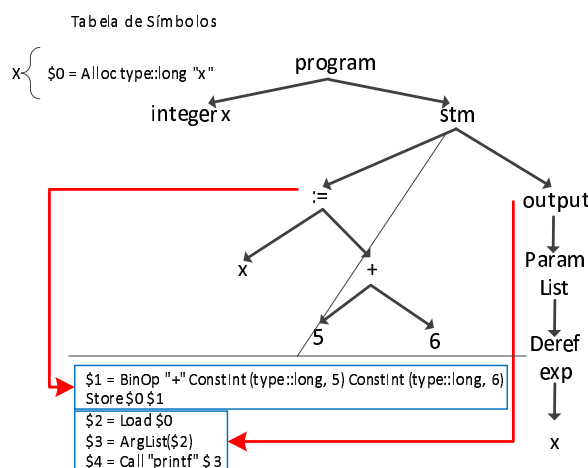 Tabela de Símbolos
x
$0 = Alloc type::long "x"
program
integer x
stm
:=
output
x
+
Param
List
5
6
Deref
exp
x
$1 = BinOp "+" ConstInt (type::long, 5) ConstInt (type::long, 6)
Store $0 $1
$2 = Load $0
$3 = ArgList($2)
$4 = Call "printf" $3